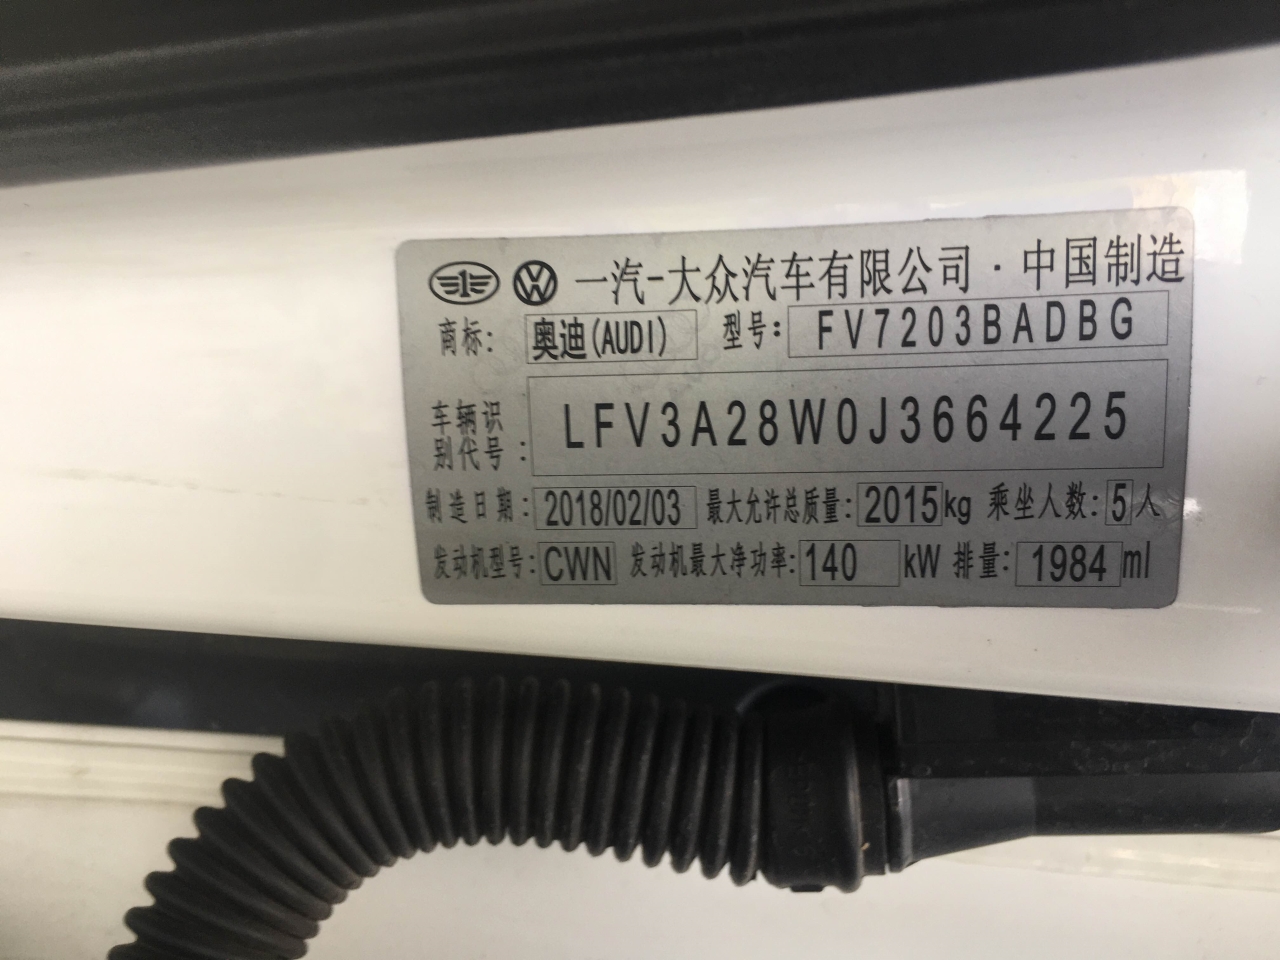 一汽-大众汽车有限公司·中国制造
商标: 奥迪(AUDI) 型号: FV7203BADBG
车辆识
别代号: LFV3A28W0J3664225
制造日期: 2018/02/03 最大允许总质量: 2015kg 乘坐人数: 5人
发动机型号: CWN 发动机最大净功率: 140 kW 排量: 1984 ml